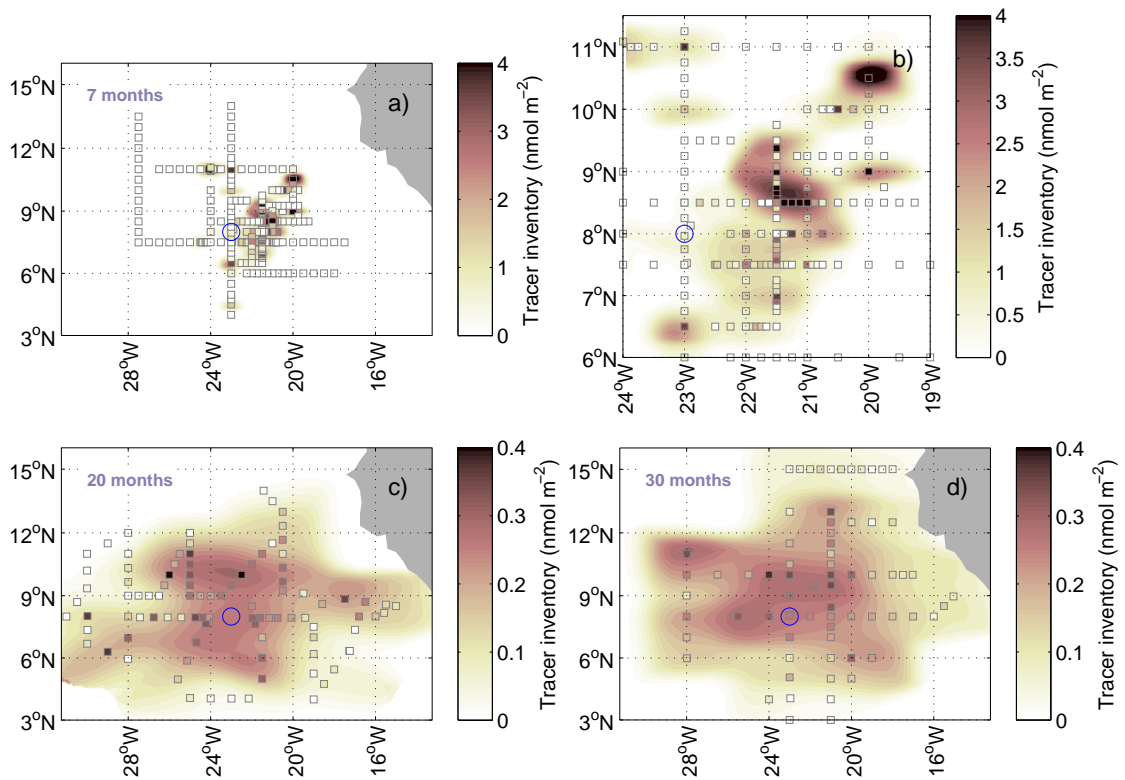 7 months
a)
15°N
12°N
9°N
6°N
3°N
28°W
24°W
20°W
16°W
4
3
2
1
0
Tracer inventory (nmol m⁻²)
b)
11°N
10°N
9°N
8°N
7°N
6°N
24°W
23°W
22°W
21°W
20°W
19°W
4
3.5
3
2.5
2
1.5
1
0.5
0
Tracer inventory (nmol m⁻²)
20 months
c)
15°N
12°N
9°N
6°N
3°N
28°W
24°W
20°W
16°W
0.4
0.3
0.2
0.1
0
Tracer inventory (nmol m⁻²)
30 months
d)
15°N
12°N
9°N
6°N
3°N
28°W
24°W
20°W
16°W
0.4
0.3
0.2
0.1
0
Tracer inventory (nmol m⁻²)